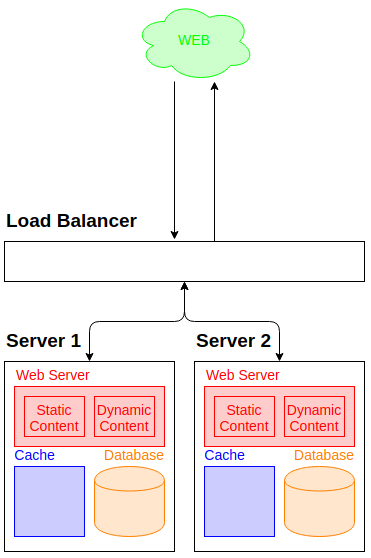 WEB
Load Balancer
Server 1
Server 2
Web Server
Static
Content
Dynamic
Content
Cache
Database
Web Server
Static
Content
Dynamic
Content
Cache
Database